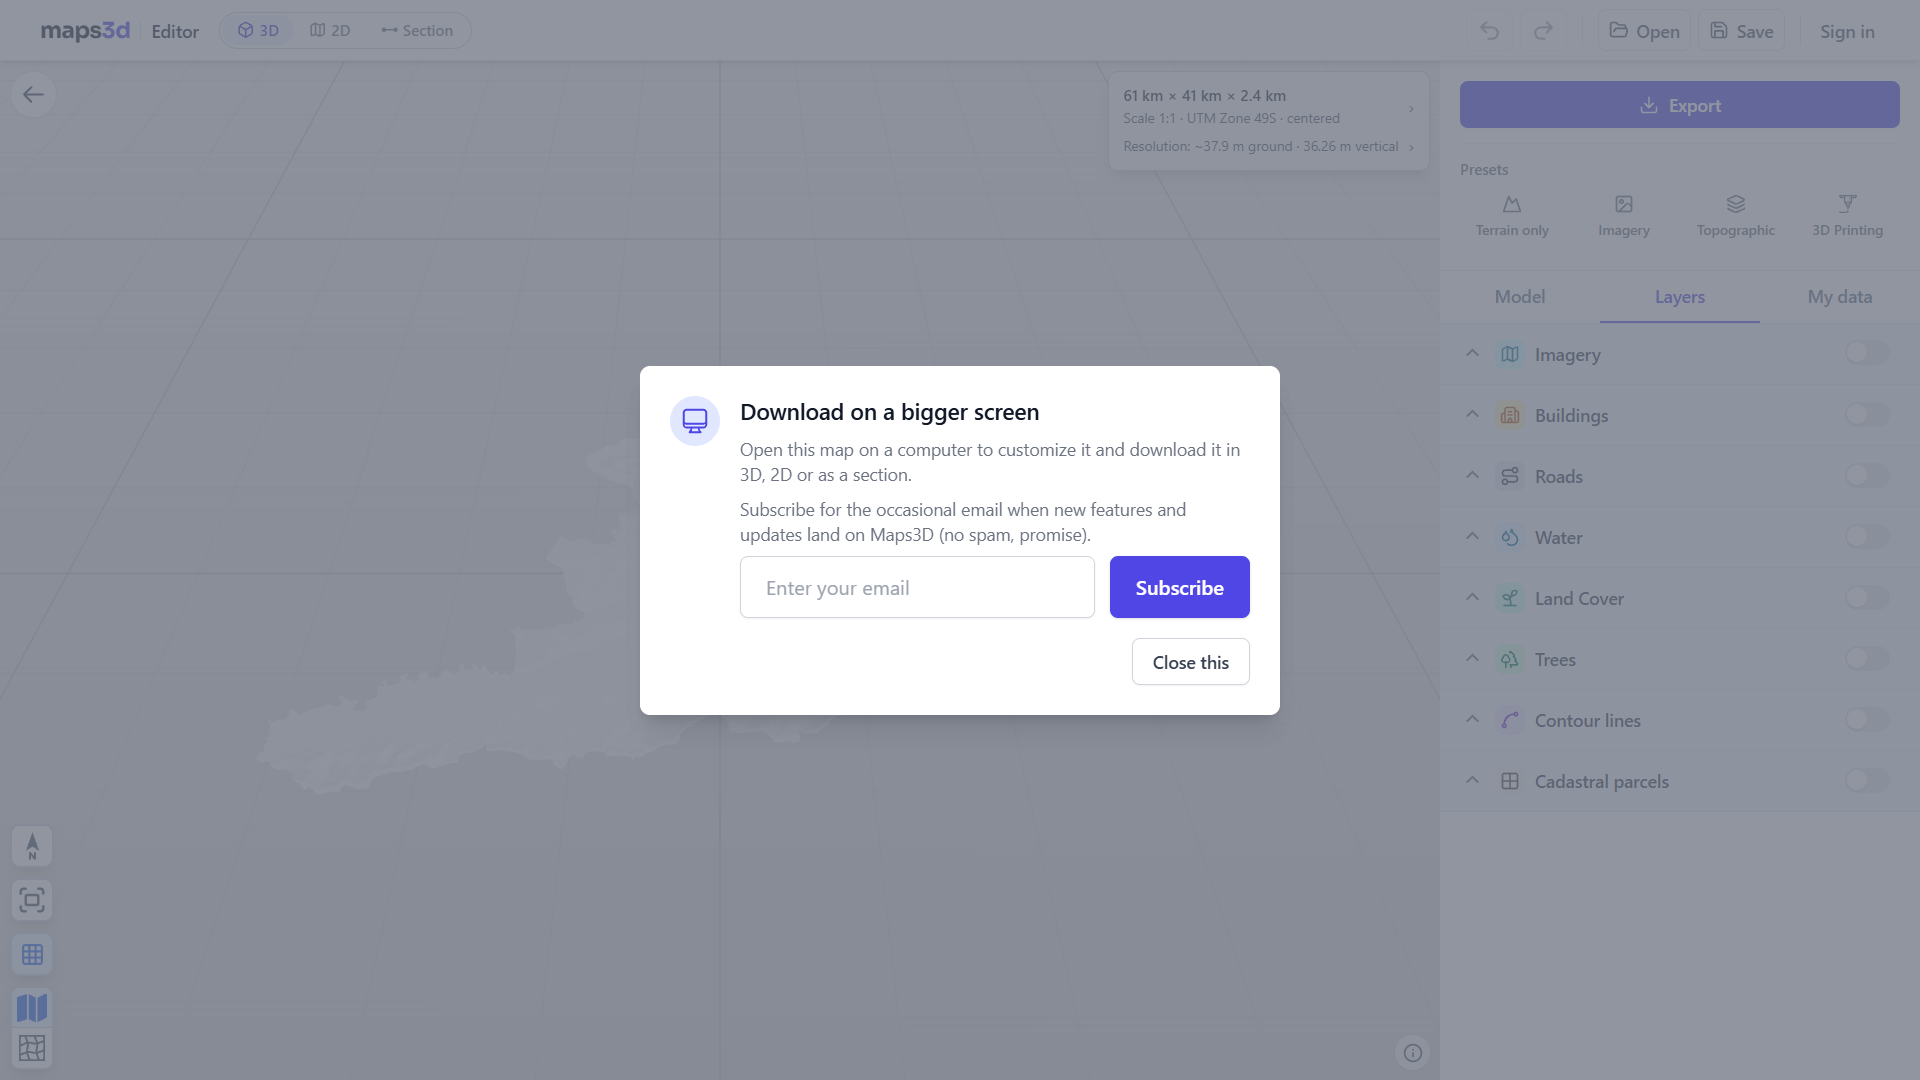 maps3d
Editor
3D
2D
Section
Open
Save
Sign in
61 km × 41 km × 2.4 km
Scale 1:1 · UTM Zone 49S · centered
Resolution: ~37.9 m ground · 36.26 m vertical
Export
Presets
Terrain only
Imagery
Topographic
3D Printing
Model
Layers
My data
Imagery
Buildings
Roads
Water
Land Cover
Trees
Contour lines
Cadastral parcels
Download on a bigger screen
Open this map on a computer to customize it and download it in
3D, 2D or as a section.
Subscribe for the occasional email when new features and
updates land on Maps3D (no spam, promise).
Enter your email
Subscribe
Close this
N